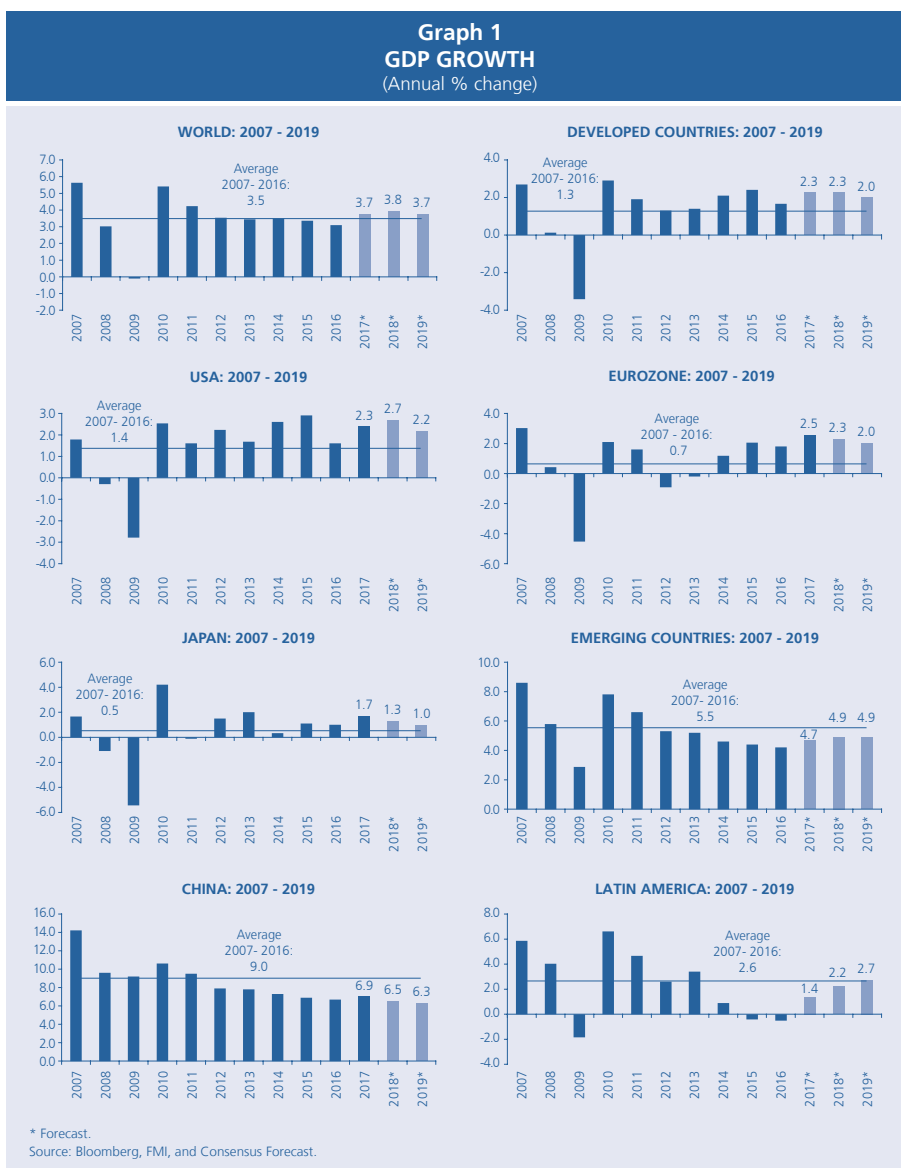 Graph 1
GDP GROWTH
(Annual % change)
WORLD: 2007 - 2019
7.0
6.0
5.0
4.0
3.0
2.0
1.0
0.0
-1.0
-2.0
Average
2007- 2016:
3.5
3.7 3.8 3.7
2007 2008 2009 2010 2011 2012 2013 2014 2015 2016 2017* 2018* 2019*
DEVELOPED COUNTRIES: 2007 - 2019
4.0
2.0
0.0
-2.0
-4.0
Average
2007- 2016:
1.3
2.3 2.3 2.0
2007 2008 2009 2010 2011 2012 2013 2014 2015 2016 2017* 2018* 2019*
USA: 2007 - 2019
3.0
2.0
1.0
0.0
-1.0
-2.0
-3.0
-4.0
Average
2007- 2016:
1.4
2.3 2.7 2.2
2007 2008 2009 2010 2011 2012 2013 2014 2015 2016 2017 2018* 2019*
EUROZONE: 2007 - 2019
4.0
2.0
0.0
-2.0
-4.0
-6.0
Average
2007 - 2016:
0.7
2.5 2.3 2.0
2007 2008 2009 2010 2011 2012 2013 2014 2015 2016 2017 2018* 2019*
JAPAN: 2007 - 2019
6.0
4.0
2.0
0.0
-2.0
-4.0
-6.0
Average
2007- 2016:
0.5
1.7 1.3 1.0
2007 2008 2009 2010 2011 2012 2013 2014 2015 2016 2017 2018* 2019*
EMERGING COUNTRIES: 2007 - 2019
10.0
8.0
6.0
4.0
2.0
0.0
Average
2007- 2016:
5.5
4.7 4.9 4.9
2007 2008 2009 2010 2011 2012 2013 2014 2015 2016 2017* 2018* 2019*
CHINA: 2007 - 2019
16.0
14.0
12.0
10.0
8.0
6.0
4.0
2.0
0.0
Average
2007- 2016:
9.0
6.9 6.5 6.3
2007 2008 2009 2010 2011 2012 2013 2014 2015 2016 2017 2018* 2019*
LATIN AMERICA: 2007 - 2019
8.0
6.0
4.0
2.0
0.0
-2.0
-4.0
Average
2007- 2016:
2.6
1.4 2.2 2.7
2007 2008 2009 2010 2011 2012 2013 2014 2015 2016 2017* 2018* 2019*
* Forecast.
Source: Bloomberg, FMI, and Consensus Forecast.